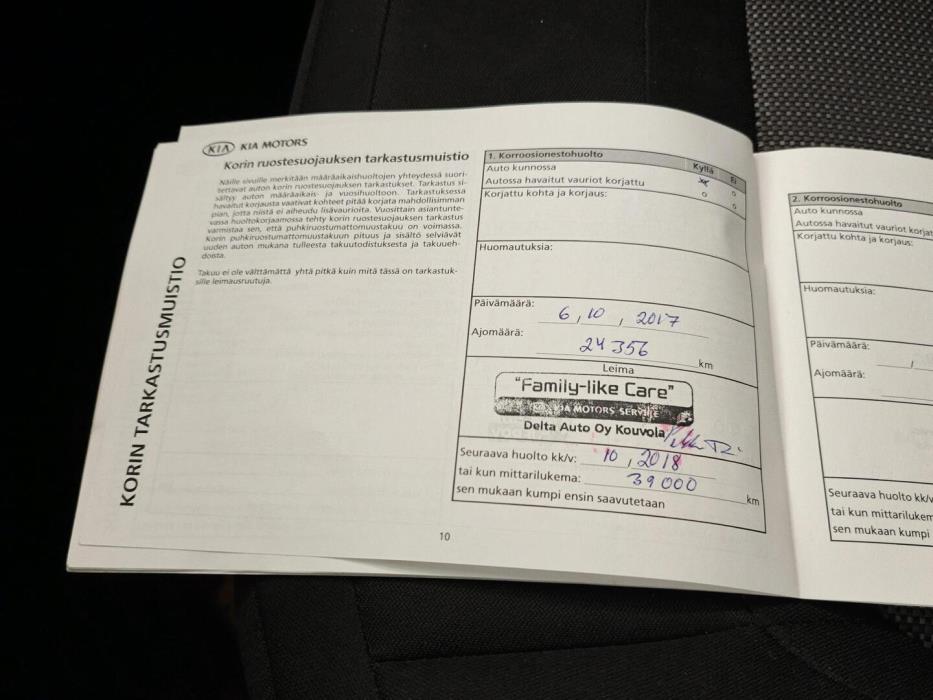 KIA KIA MOTORS
Korin ruostesuojauksen tarkastusmuistio
Näille sivuille merkitään määräaikaishuoltojen yhteydessä suori-
tettavat auton korin ruostesuojauksen tarkastukset. Tarkastus si-
sältyy auton määräaikais- ja vuosihuoltoon. Tarkastuksessa
havaitut korjausta vaativat kohteet pitää korjata mahdollisimman
pian, jotta niistä ei aiheudu lisävaurioita. Vuosittain asiantunte-
vassa huoltokorjaamossa tehty korin ruostesuojauksen tarkastus
varmistaa sen, että puhkiruostumattomuustakuu on voimassa.
Korin puhkiruostumattomuustakuun pituus ja sisältö selviävät
uuden auton mukana tulleesta takuutodistuksesta ja takuueh-
doista.
Takuu ei ole välttämättä yhtä pitkä kuin mitä tässä on tarkastuk-
sille leimausruutuja.
KORIN TARKASTUSMUISTIO
1. Korroosionestohuolto
Kyllä Ei
Auto kunnossa
Autossa havaitut vauriot korjattu
Korjattu kohta ja korjaus:
Huomautuksia:
Päivämäärä: 6, 10, 2017
Ajomäärä: 24 356 km
Leima
"Family-like Care"
KIA MOTORS SERVICE
Delta Auto Oy Kouvola
Seuraava huolto kk/v: 10, 2018
tai kun mittarilukema: 39 000 km
sen mukaan kumpi ensin saavutetaan
10
2. Korroosionestohuolto
Auto kunnossa
Autossa havaitut vauriot korjat
Korjattu kohta ja korjaus:
Huomautuksia:
Päivämäärä: /
Ajomäärä:
Seuraava huolto kk/v
tai kun mittarilukem
sen mukaan kumpi